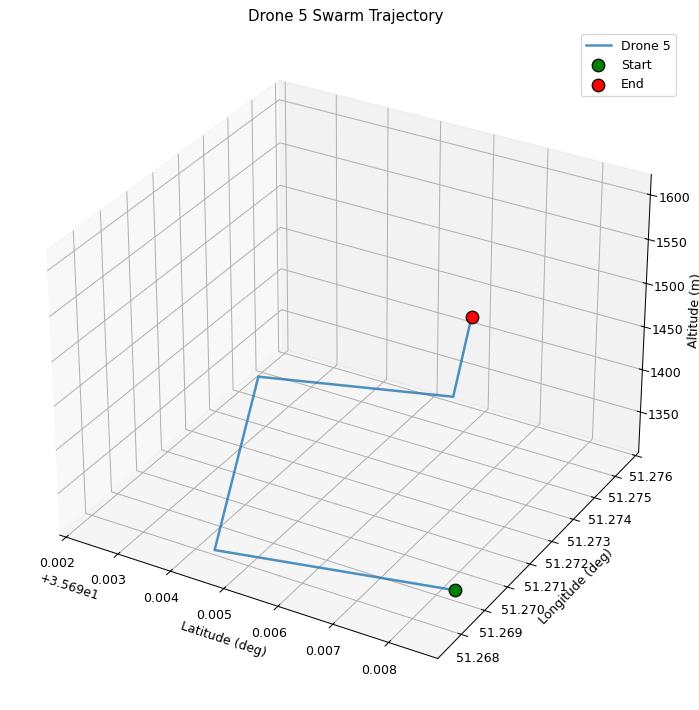 Drone 5 Swarm Trajectory
Drone 5
Start
End
1600
1550
1500
1450
1400
1350
Altitude (m)
51.276
51.275
51.274
51.273
51.272
51.271
51.270
51.269
51.268
Longitude (deg)
0.002
0.003
0.004
0.005
0.006
0.007
0.008
+3.569e1
Latitude (deg)